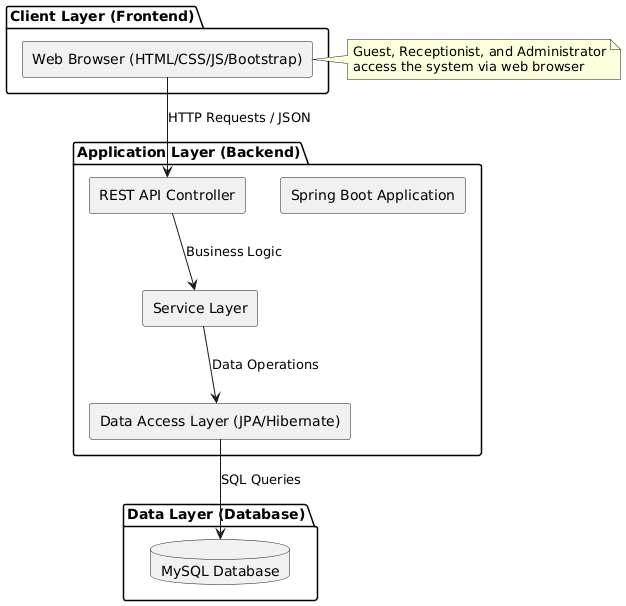 Client Layer (Frontend)
Web Browser (HTML/CSS/JS/Bootstrap)
Guest, Receptionist, and Administrator
access the system via web browser
HTTP Requests / JSON
Application Layer (Backend)
REST API Controller
Spring Boot Application
Business Logic
Service Layer
Data Operations
Data Access Layer (JPA/Hibernate)
SQL Queries
Data Layer (Database)
MySQL Database